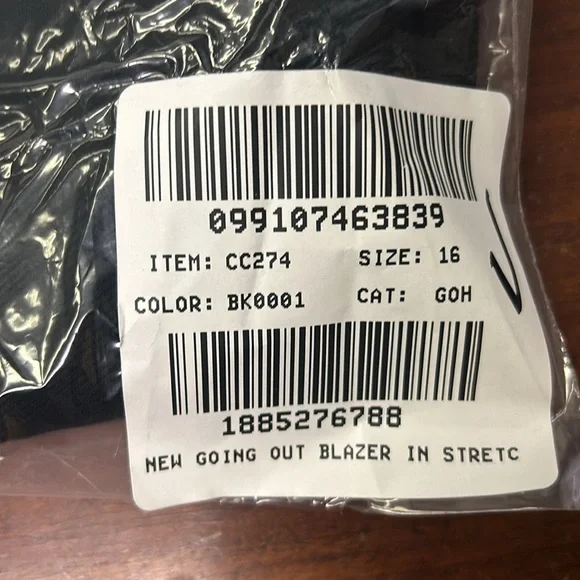 099107463839
ITEM: CC274 SIZE: 16
COLOR: BK0001 CAT: GOH
1885276788
NEW GOING OUT BLAZER IN STRETC